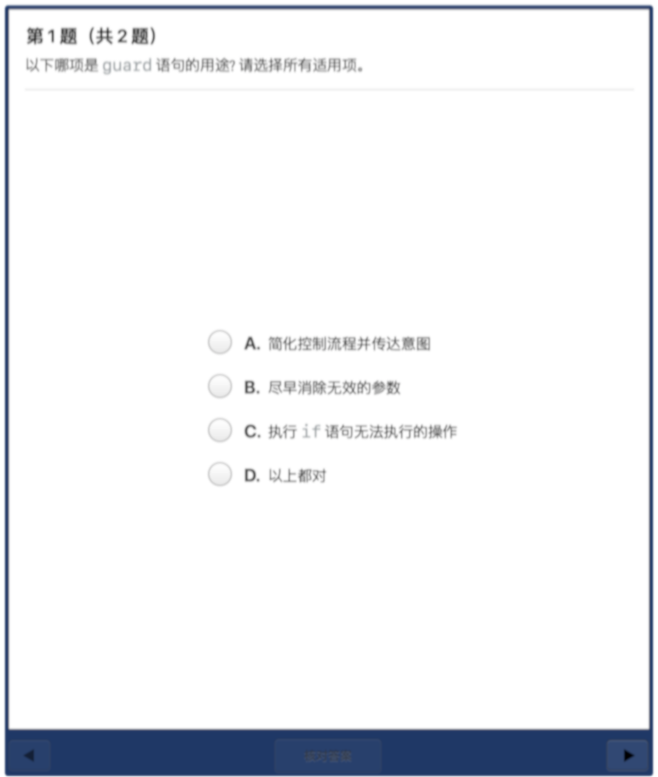 第 1 题（共 2 题）
以下哪项是 guard 语句的用途? 请选择所有适用项。
A. 简化控制流程并传达意图
B. 尽早消除无效的参数
C. 执行 if 语句无法执行的操作
D. 以上都对